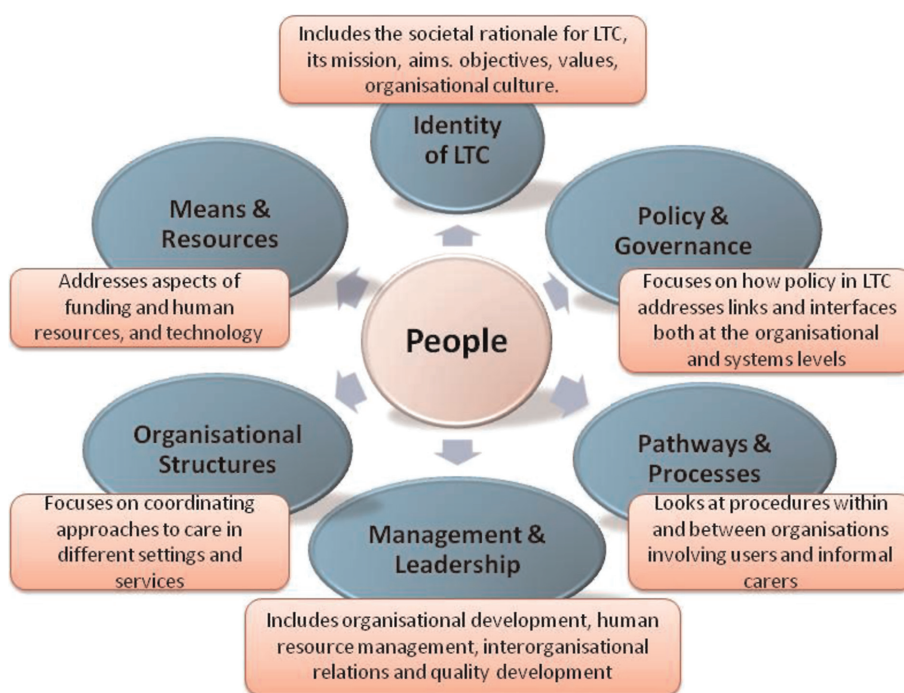 Includes the societal rationale for LTC,
its mission, aims. objectives, values,
organisational culture.
Identity
of LTC
Means &
Resources
Addresses aspects of
funding and human
resources, and technology
Policy &
Governance
Focuses on how policy in LTC
addresses links and interfaces
both at the organisational
and systems levels
People
Organisational
Structures
Focuses on coordinating
approaches to care in
different settings and
services
Pathways &
Processes
Looks at procedures within
and between organisations
involving users and informal
carers
Management &
Leadership
Includes organisational development, human
resource management, interorganisational
relations and quality development